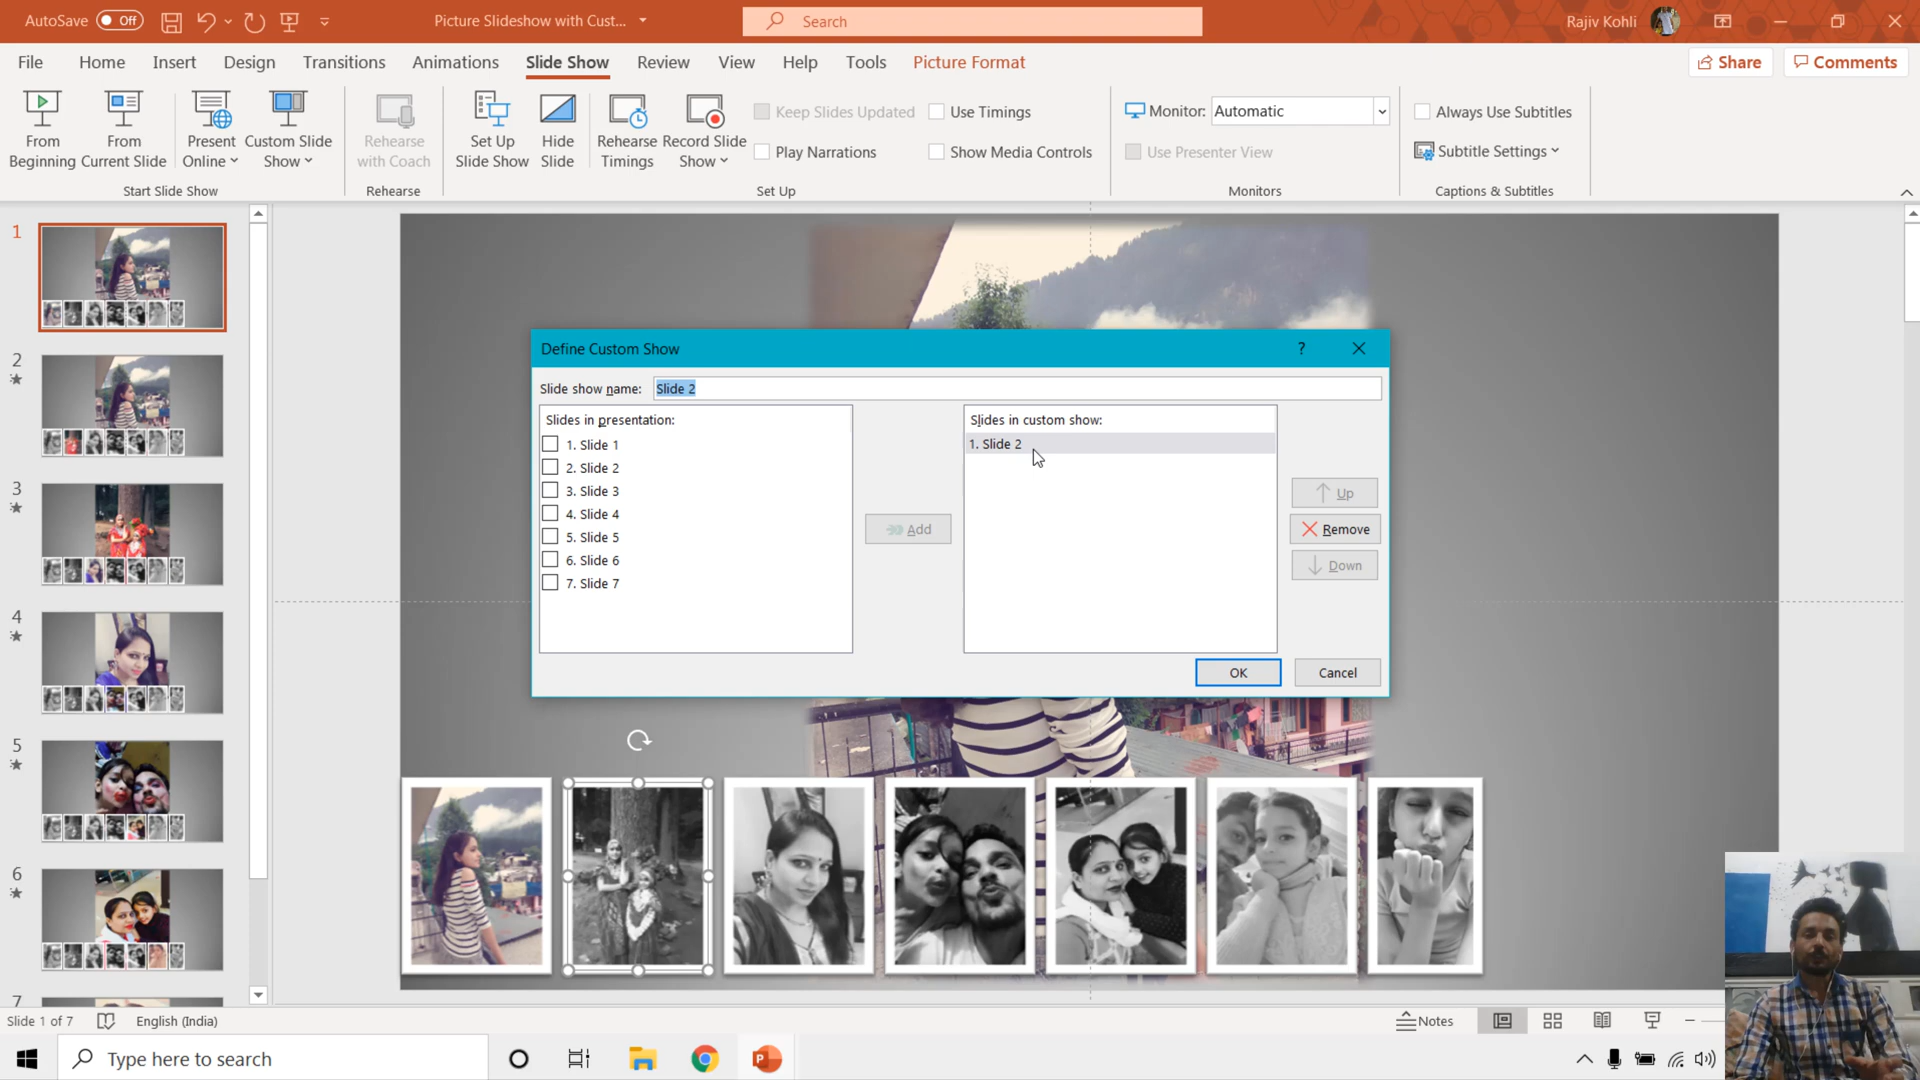 AutoSave Off
Picture Slideshow with Cust...
Search
Rajiv Kohli
File Home Insert Design Transitions Animations Slide Show Review View Help Tools Picture Format
Share
Comments
From Beginning
From Current Slide
Present Online
Custom Slide Show
Start Slide Show
Rehearse with Coach
Rehearse
Set Up Slide Show
Hide Slide
Rehearse Timings
Record Slide Show
Keep Slides Updated
Use Timings
Play Narrations
Show Media Controls
Set Up
Monitor: Automatic
Use Presenter View
Monitors
Always Use Subtitles
Subtitle Settings
Captions & Subtitles
1
2
3
4
5
6
7
Define Custom Show
?
Slide show name: Slide 2
Slides in presentation:
1. Slide 1
2. Slide 2
3. Slide 3
4. Slide 4
5. Slide 5
6. Slide 6
7. Slide 7
Add
Slides in custom show:
1. Slide 2
Up
Remove
Down
OK
Cancel
Slide 1 of 7
English (India)
Notes
Type here to search